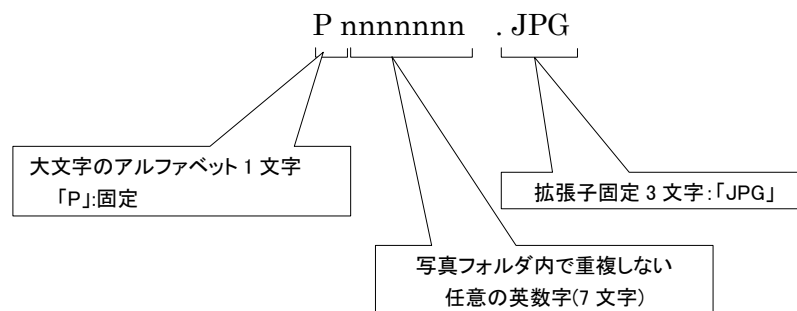 P nnnnnnn .JPG
大文字のアルファベット 1 文字
「P」:固定
拡張子固定 3 文字:「JPG」
写真フォルダ内で重複しない
任意の英数字(7 文字)